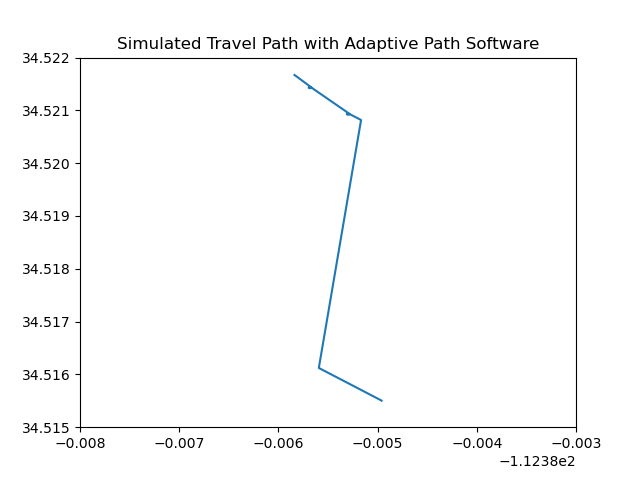 Simulated Travel Path with Adaptive Path Software
34.522
34.521
34.520
34.519
34.518
34.517
34.516
34.515
−0.008 −0.007 −0.006 −0.005 −0.004 −0.003
−1.1238e2